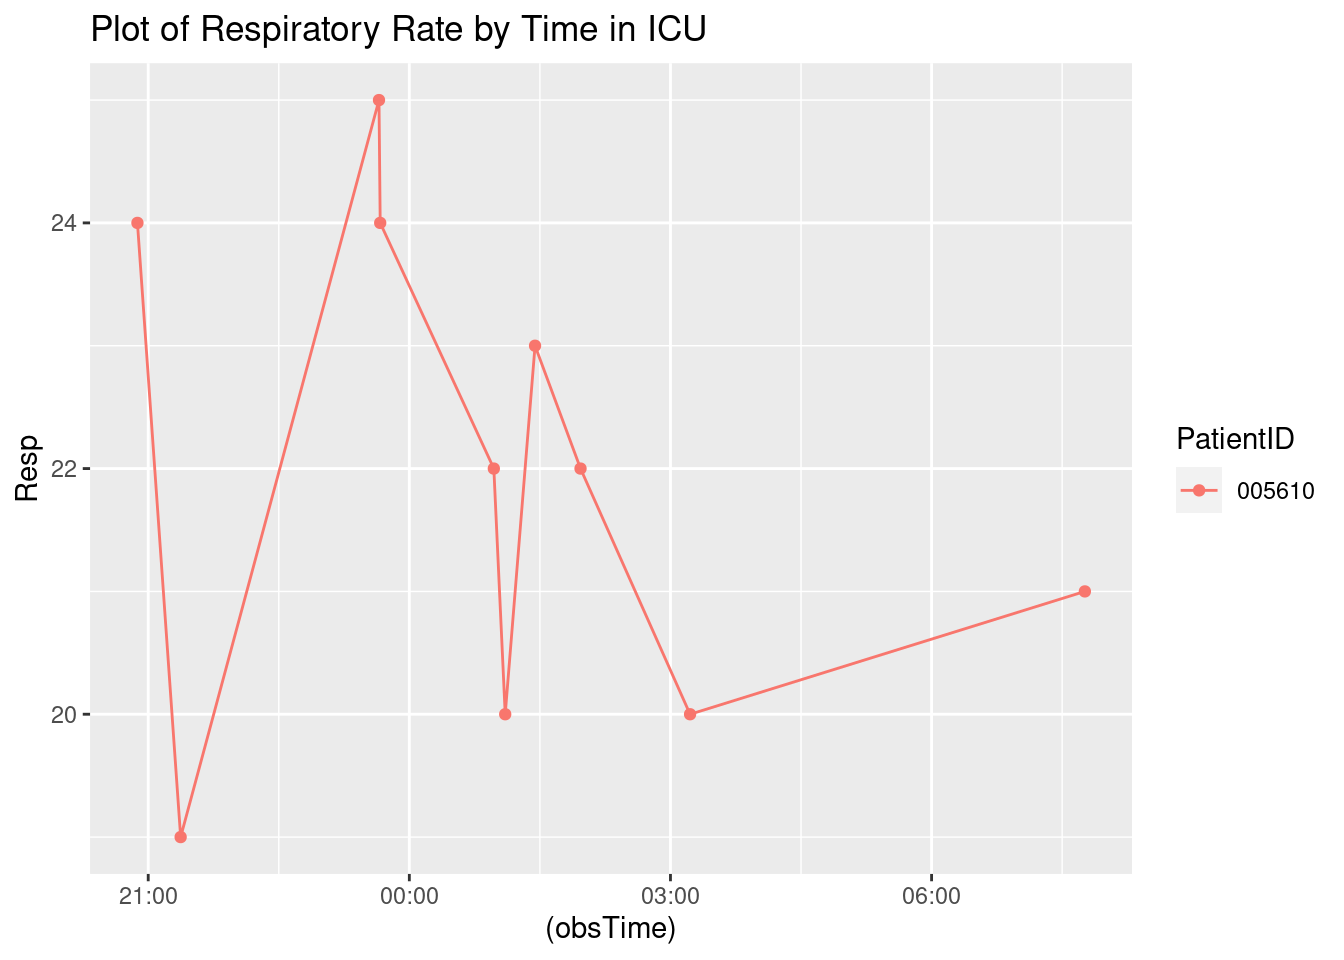 Plot of Respiratory Rate by Time in ICU
Resp
24
22
20
21:00 00:00 03:00 06:00
(obsTime)
PatientID
005610